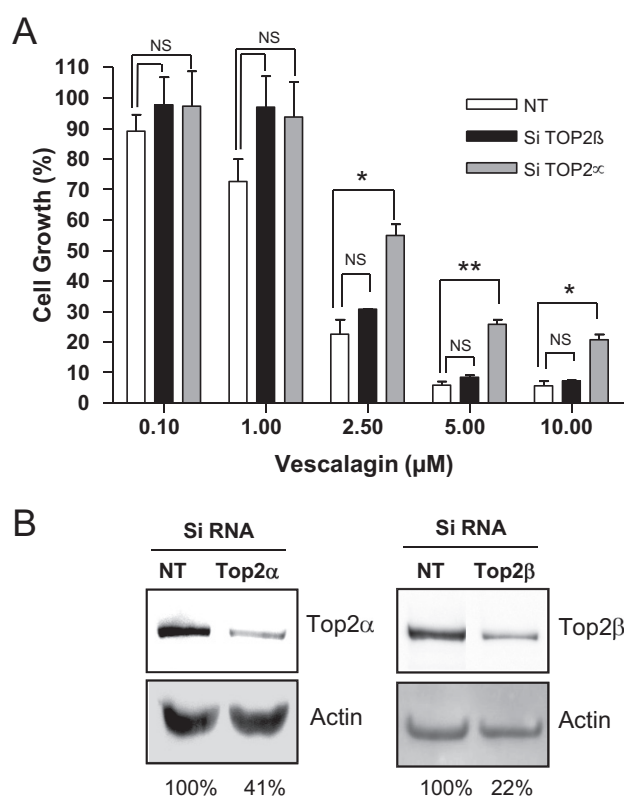 A
NS
NS
110
100
90
80
70
60
50
40
30
20
10
0
Cell Growth (%)
NT
Si TOP2ß
Si TOP2∝
*
NS
**
NS
*
NS
0.10 1.00 2.50 5.00 10.00
Vescalagin (µM)
B
Si RNA
NT Top2α
Top2α
Actin
100% 41%
Si RNA
NT Top2β
Top2β
Actin
100% 22%